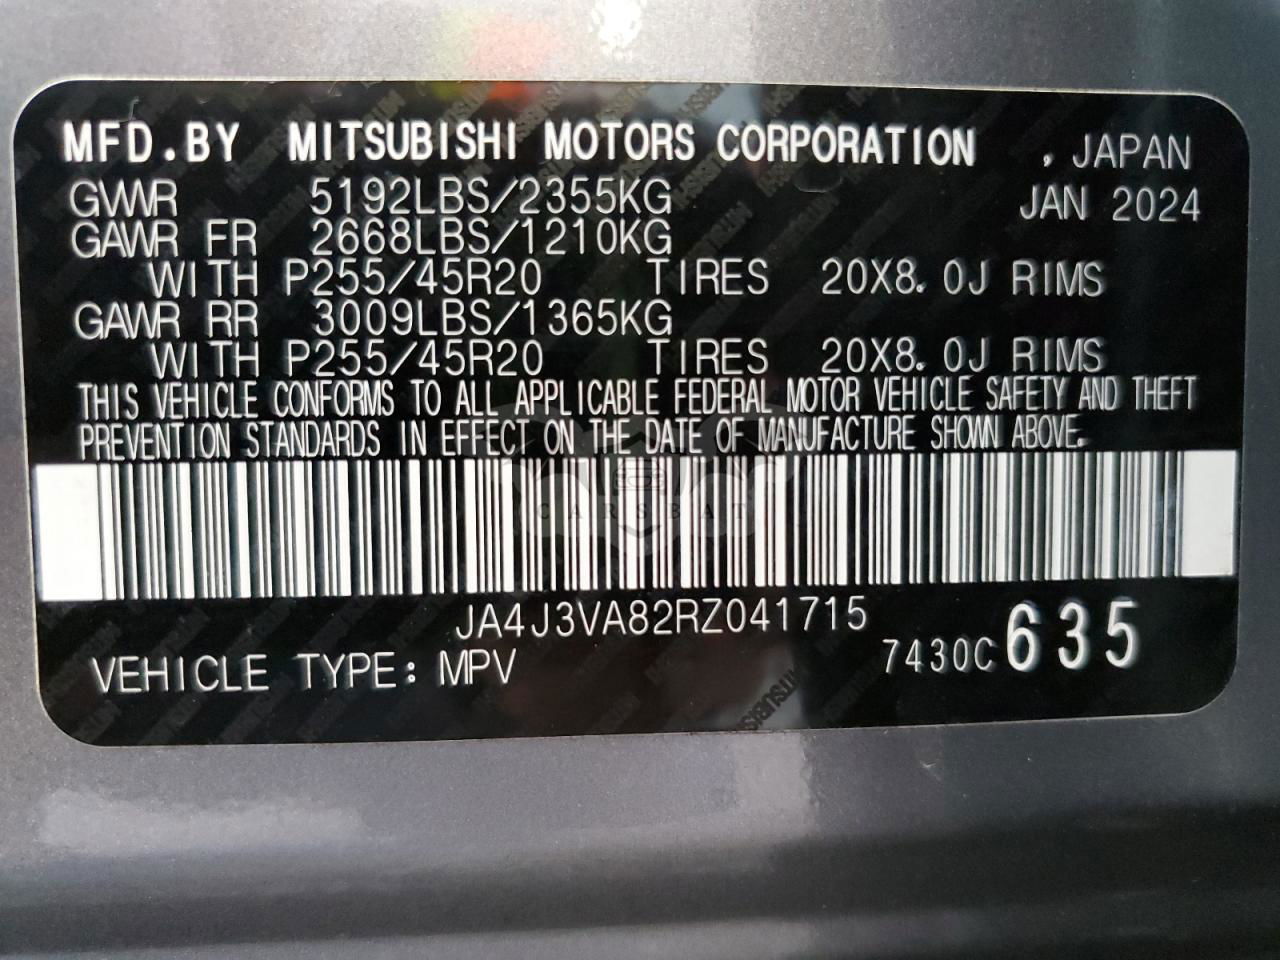 MFD.BY MITSUBISHI MOTORS CORPORATION , JAPAN
GVWR 5192LBS/2355KG JAN 2024
GAWR FR 2668LBS/1210KG
WITH P255/45R20 TIRES 20X8.0J RIMS
GAWR RR 3009LBS/1365KG
WITH P255/45R20 TIRES 20X8.0J RIMS
THIS VEHICLE CONFORMS TO ALL APPLICABLE FEDERAL MOTOR VEHICLE SAFETY AND THEFT
PREVENTION STANDARDS IN EFFECT ON THE DATE OF MANUFACTURE SHOWN ABOVE.
CARSBAT
JA4J3VA82RZ041715
7430C 635
VEHICLE TYPE: MPV